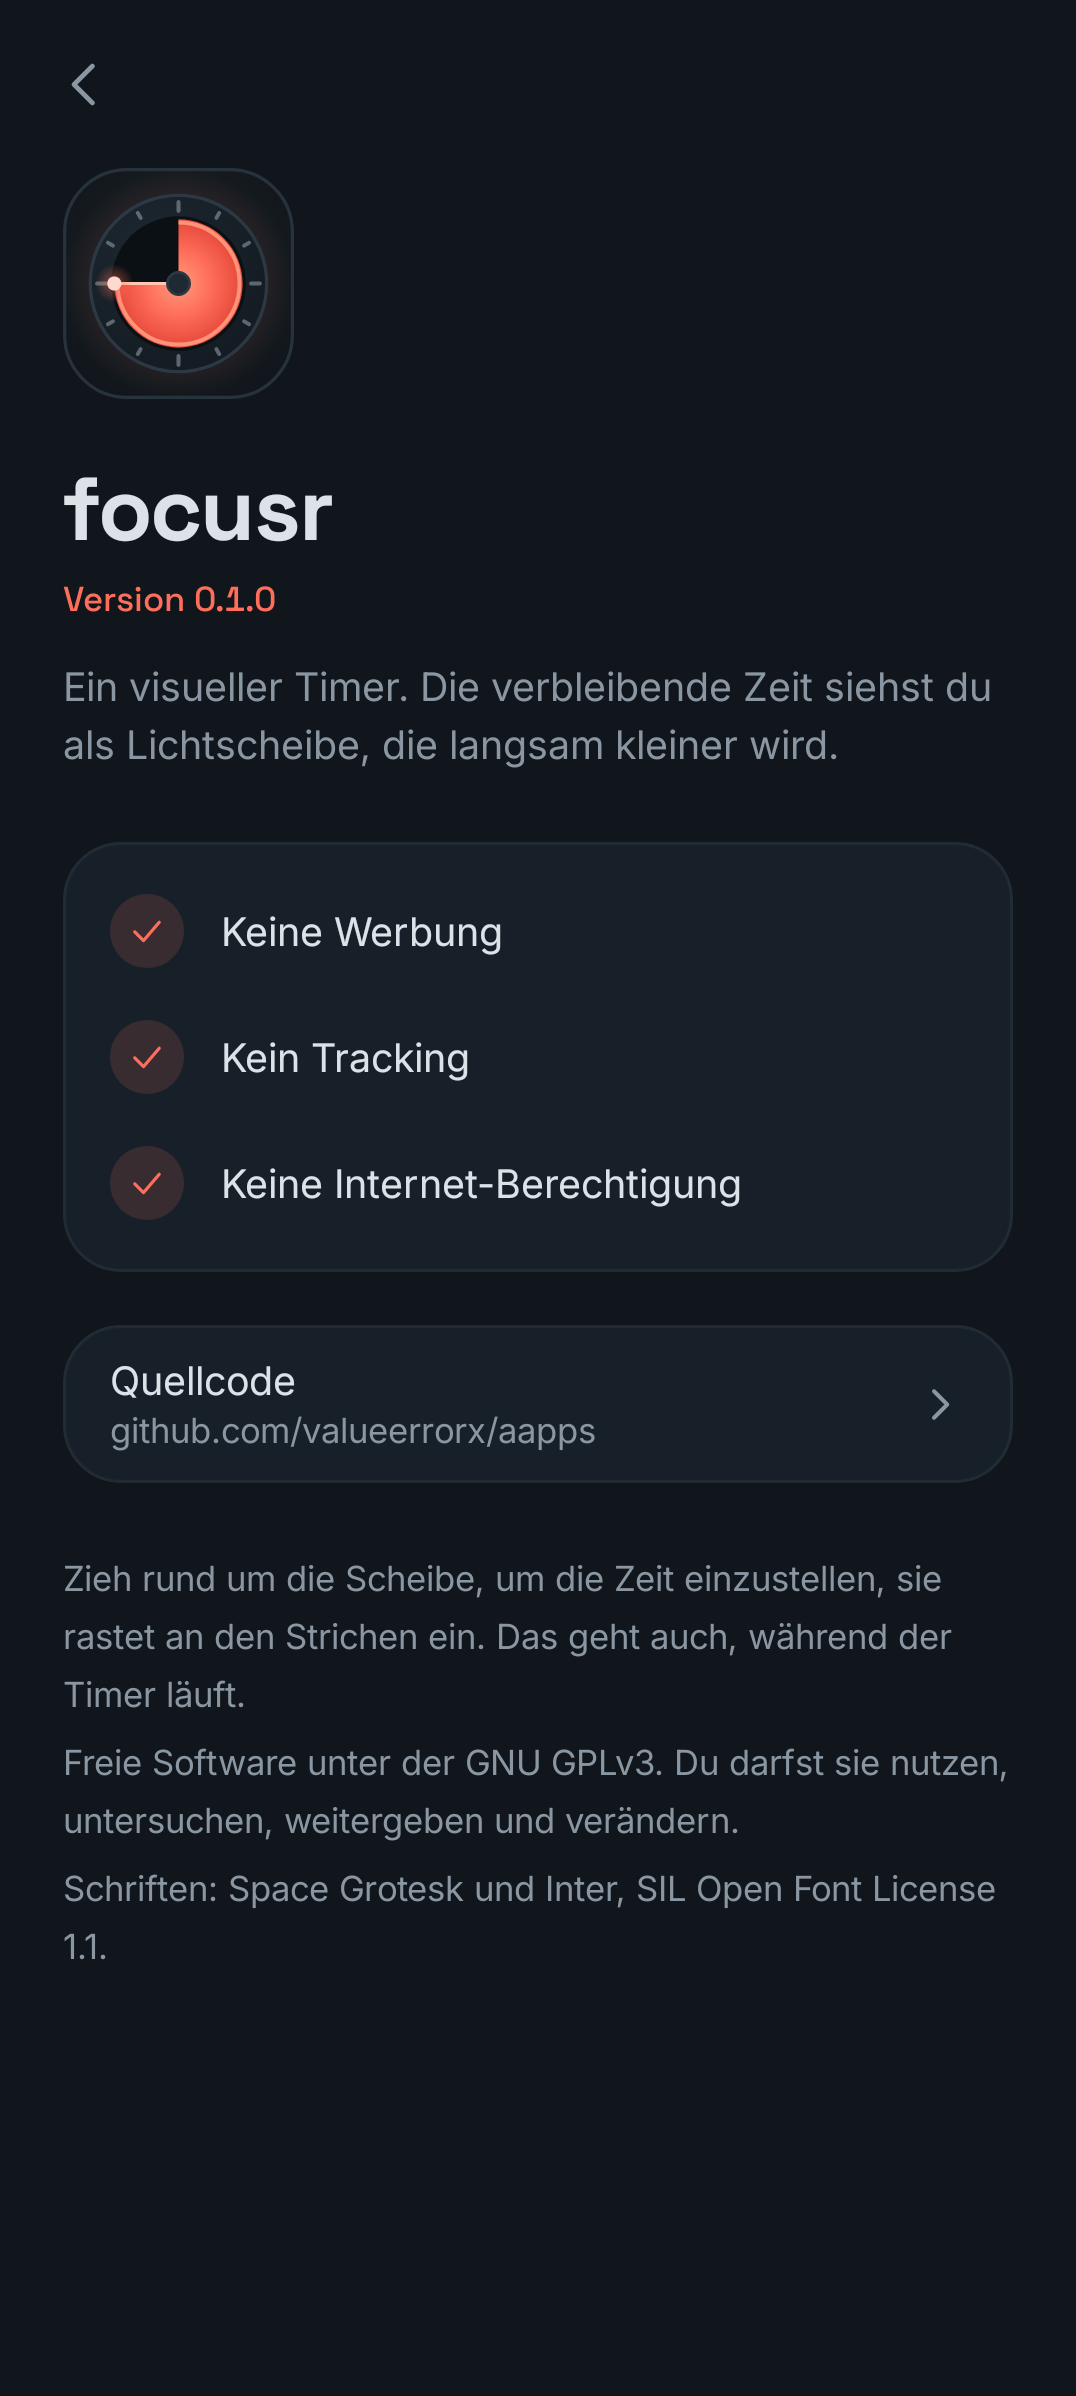 focusr
Version 0.1.0
Ein visueller Timer. Die verbleibende Zeit siehst du
als Lichtscheibe, die langsam kleiner wird.
Keine Werbung
Kein Tracking
Keine Internet-Berechtigung
Quellcode
github.com/valueerrorx/aapps
Zieh rund um die Scheibe, um die Zeit einzustellen, sie
rastet an den Strichen ein. Das geht auch, während der
Timer läuft.
Freie Software unter der GNU GPLv3. Du darfst sie nutzen,
untersuchen, weitergeben und verändern.
Schriften: Space Grotesk und Inter, SIL Open Font License
1.1.